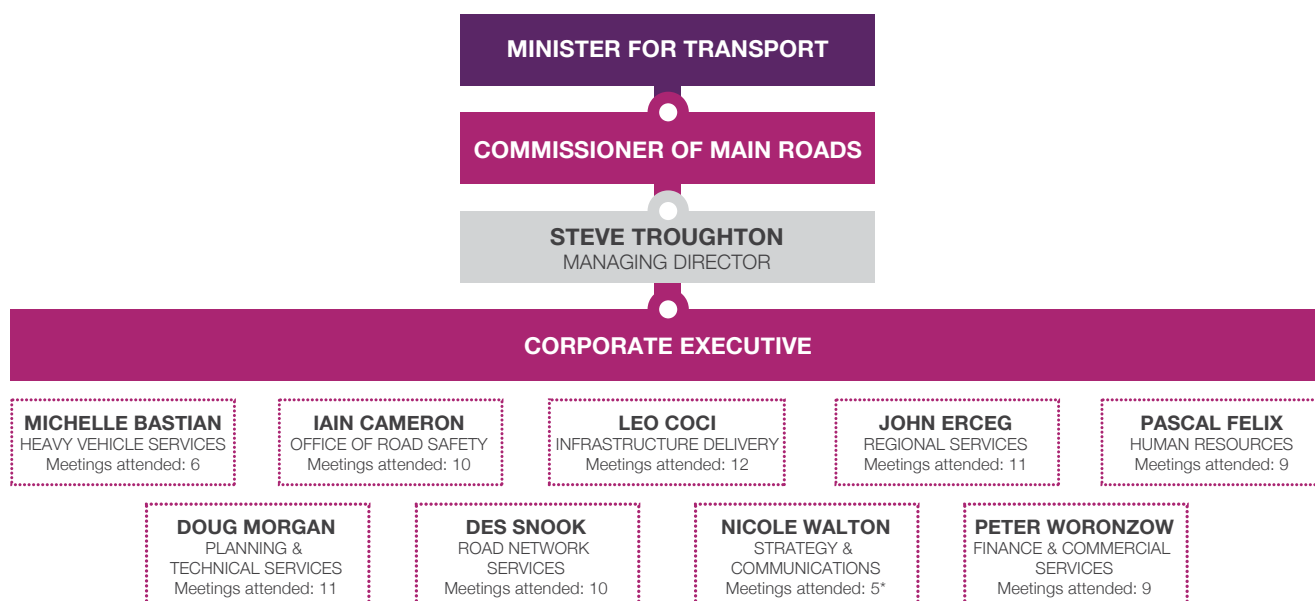 MINISTER FOR TRANSPORT
COMMISSIONER OF MAIN ROADS
STEVE TROUGHTON
MANAGING DIRECTOR
CORPORATE EXECUTIVE
MICHELLE BASTIAN
HEAVY VEHICLE SERVICES
Meetings attended: 6
IAIN CAMERON
OFFICE OF ROAD SAFETY
Meetings attended: 10
LEO COCI
INFRASTRUCTURE DELIVERY
Meetings attended: 12
JOHN ERCEG
REGIONAL SERVICES
Meetings attended: 11
PASCAL FELIX
HUMAN RESOURCES
Meetings attended: 9
DOUG MORGAN
PLANNING &
TECHNICAL SERVICES
Meetings attended: 11
DES SNOOK
ROAD NETWORK
SERVICES
Meetings attended: 10
NICOLE WALTON
STRATEGY &
COMMUNICATIONS
Meetings attended: 5*
PETER WORONZOW
FINANCE & COMMERCIAL
SERVICES
Meetings attended: 9